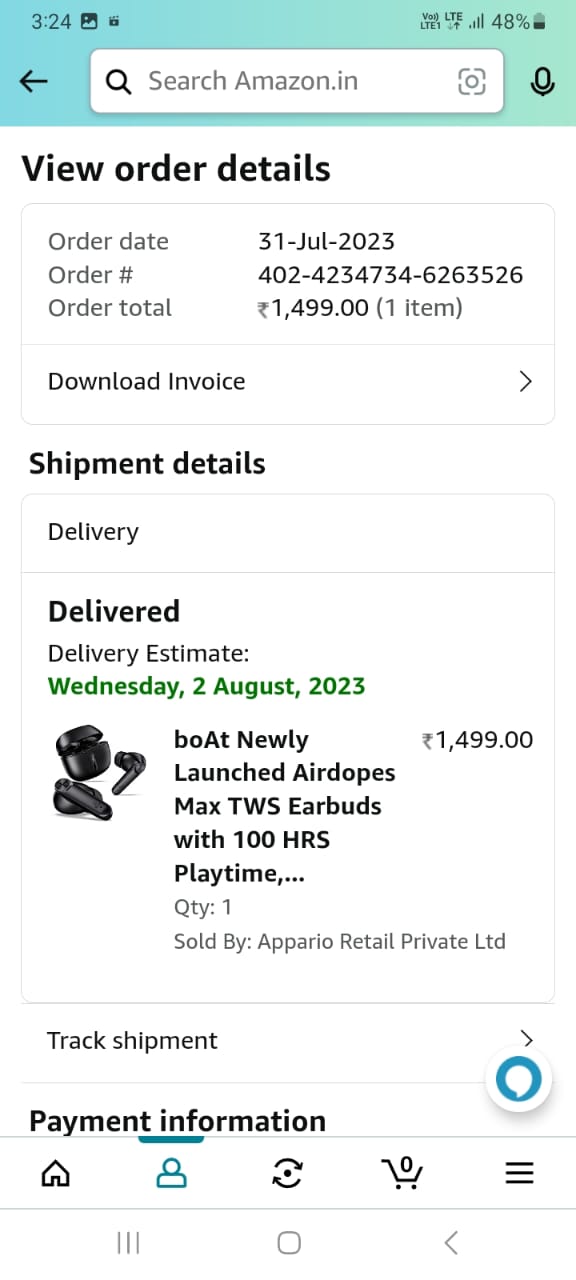 3:24
Vo)) LTE
LTE1
48%
Search Amazon.in
View order details
Order date 31-Jul-2023
Order # 402-4234734-6263526
Order total ₹1,499.00 (1 item)
Download Invoice
Shipment details
Delivery
Delivered
Delivery Estimate:
Wednesday, 2 August, 2023
boAt Newly ₹1,499.00
Launched Airdopes
Max TWS Earbuds
with 100 HRS
Playtime,...
Qty: 1
Sold By: Appario Retail Private Ltd
Track shipment
Payment information
0